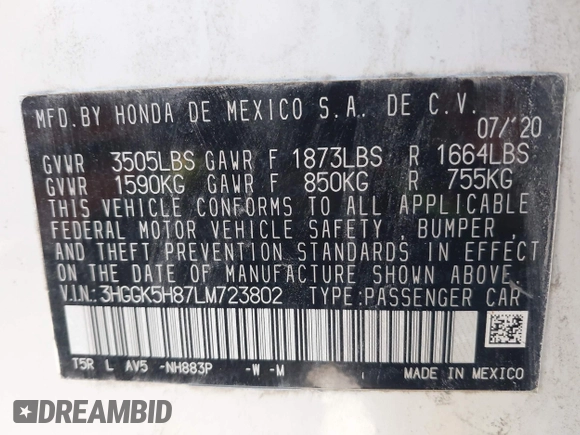 MFD.BY HONDA DE MEXICO S.A. DE C.V.
07/'20
GVWR 3505LBS GAWR F 1873LBS R 1664LBS
GVWR 1590KG GAWR F 850KG R 755KG
THIS VEHICLE CONFORMS TO ALL APPLICABLE
FEDERAL MOTOR VEHICLE SAFETY , BUMPER ,
AND THEFT PREVENTION STANDARDS IN EFFECT
ON THE DATE OF MANUFACTURE SHOWN ABOVE.
V.I.N.:3HGGK5H87LM723802 TYPE:PASSENGER CAR
T5R L AV5 -NH883P -W -M
MADE IN MEXICO
DREAMBID